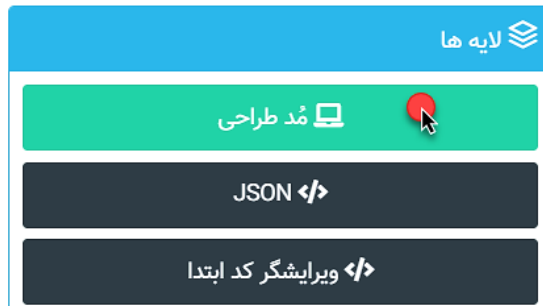 لایه ها
مُد طراحی
JSON
ویرایشگر کد ابتدا